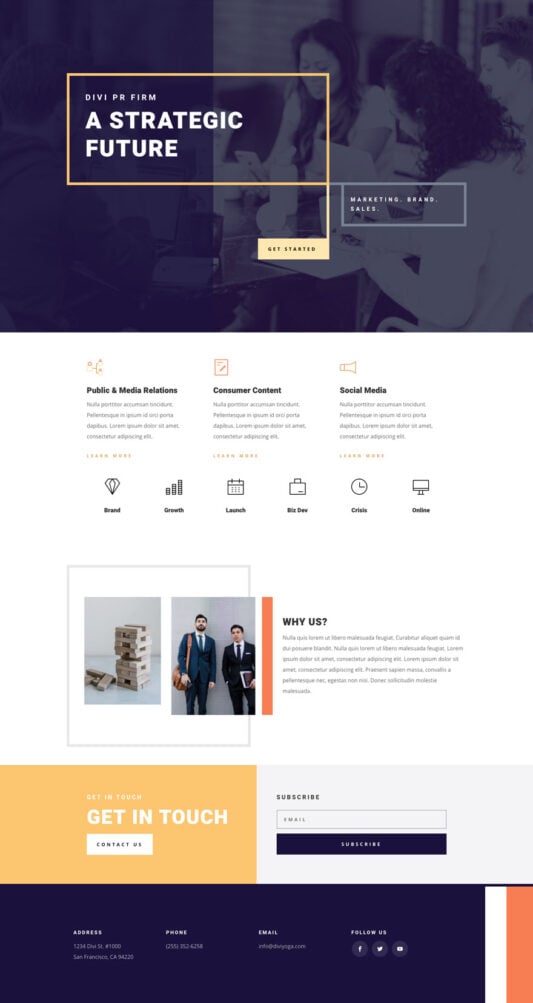 DIVI PR FIRM
A STRATEGIC
FUTURE
MARKETING. BRAND.
SALES.
GET STARTED
Public & Media Relations
Nulla porttitor accumsan tincidunt.
Pellentesque in ipsum id orci porta
dapibus. Lorem ipsum dolor sit amet,
consectetur adipiscing elit.
LEARN MORE
Consumer Content
Nulla porttitor accumsan tincidunt.
Pellentesque in ipsum id orci porta
dapibus. Lorem ipsum dolor sit amet,
consectetur adipiscing elit.
LEARN MORE
Social Media
Nulla porttitor accumsan tincidunt.
Pellentesque in ipsum id orci porta
dapibus. Lorem ipsum dolor sit amet,
consectetur adipiscing elit.
LEARN MORE
Brand
Growth
Launch
Biz Dev
Crisis
Online
WHY US?
Nulla quis lorem ut libero malesuada feugiat. Curabitur aliquet quam id
dui posuere blandit. Nulla quis lorem ut libero malesuada feugiat. Lorem
ipsum dolor sit amet, consectetur adipiscing elit. Lorem ipsum dolor sit
amet, consectetur adipiscing elit. Praesent sapien massa, convallis a
pellentesque nec, egestas non nisi. Donec sollicitudin molestie
malesuada.
GET IN TOUCH
GET IN TOUCH
CONTACT US
SUBSCRIBE
EMAIL
SUBSCRIBE
ADDRESS
1234 Divi St. #1000
San Francisco, CA 94220
PHONE
(255) 352-6258
EMAIL
info@diviyoga.com
FOLLOW US